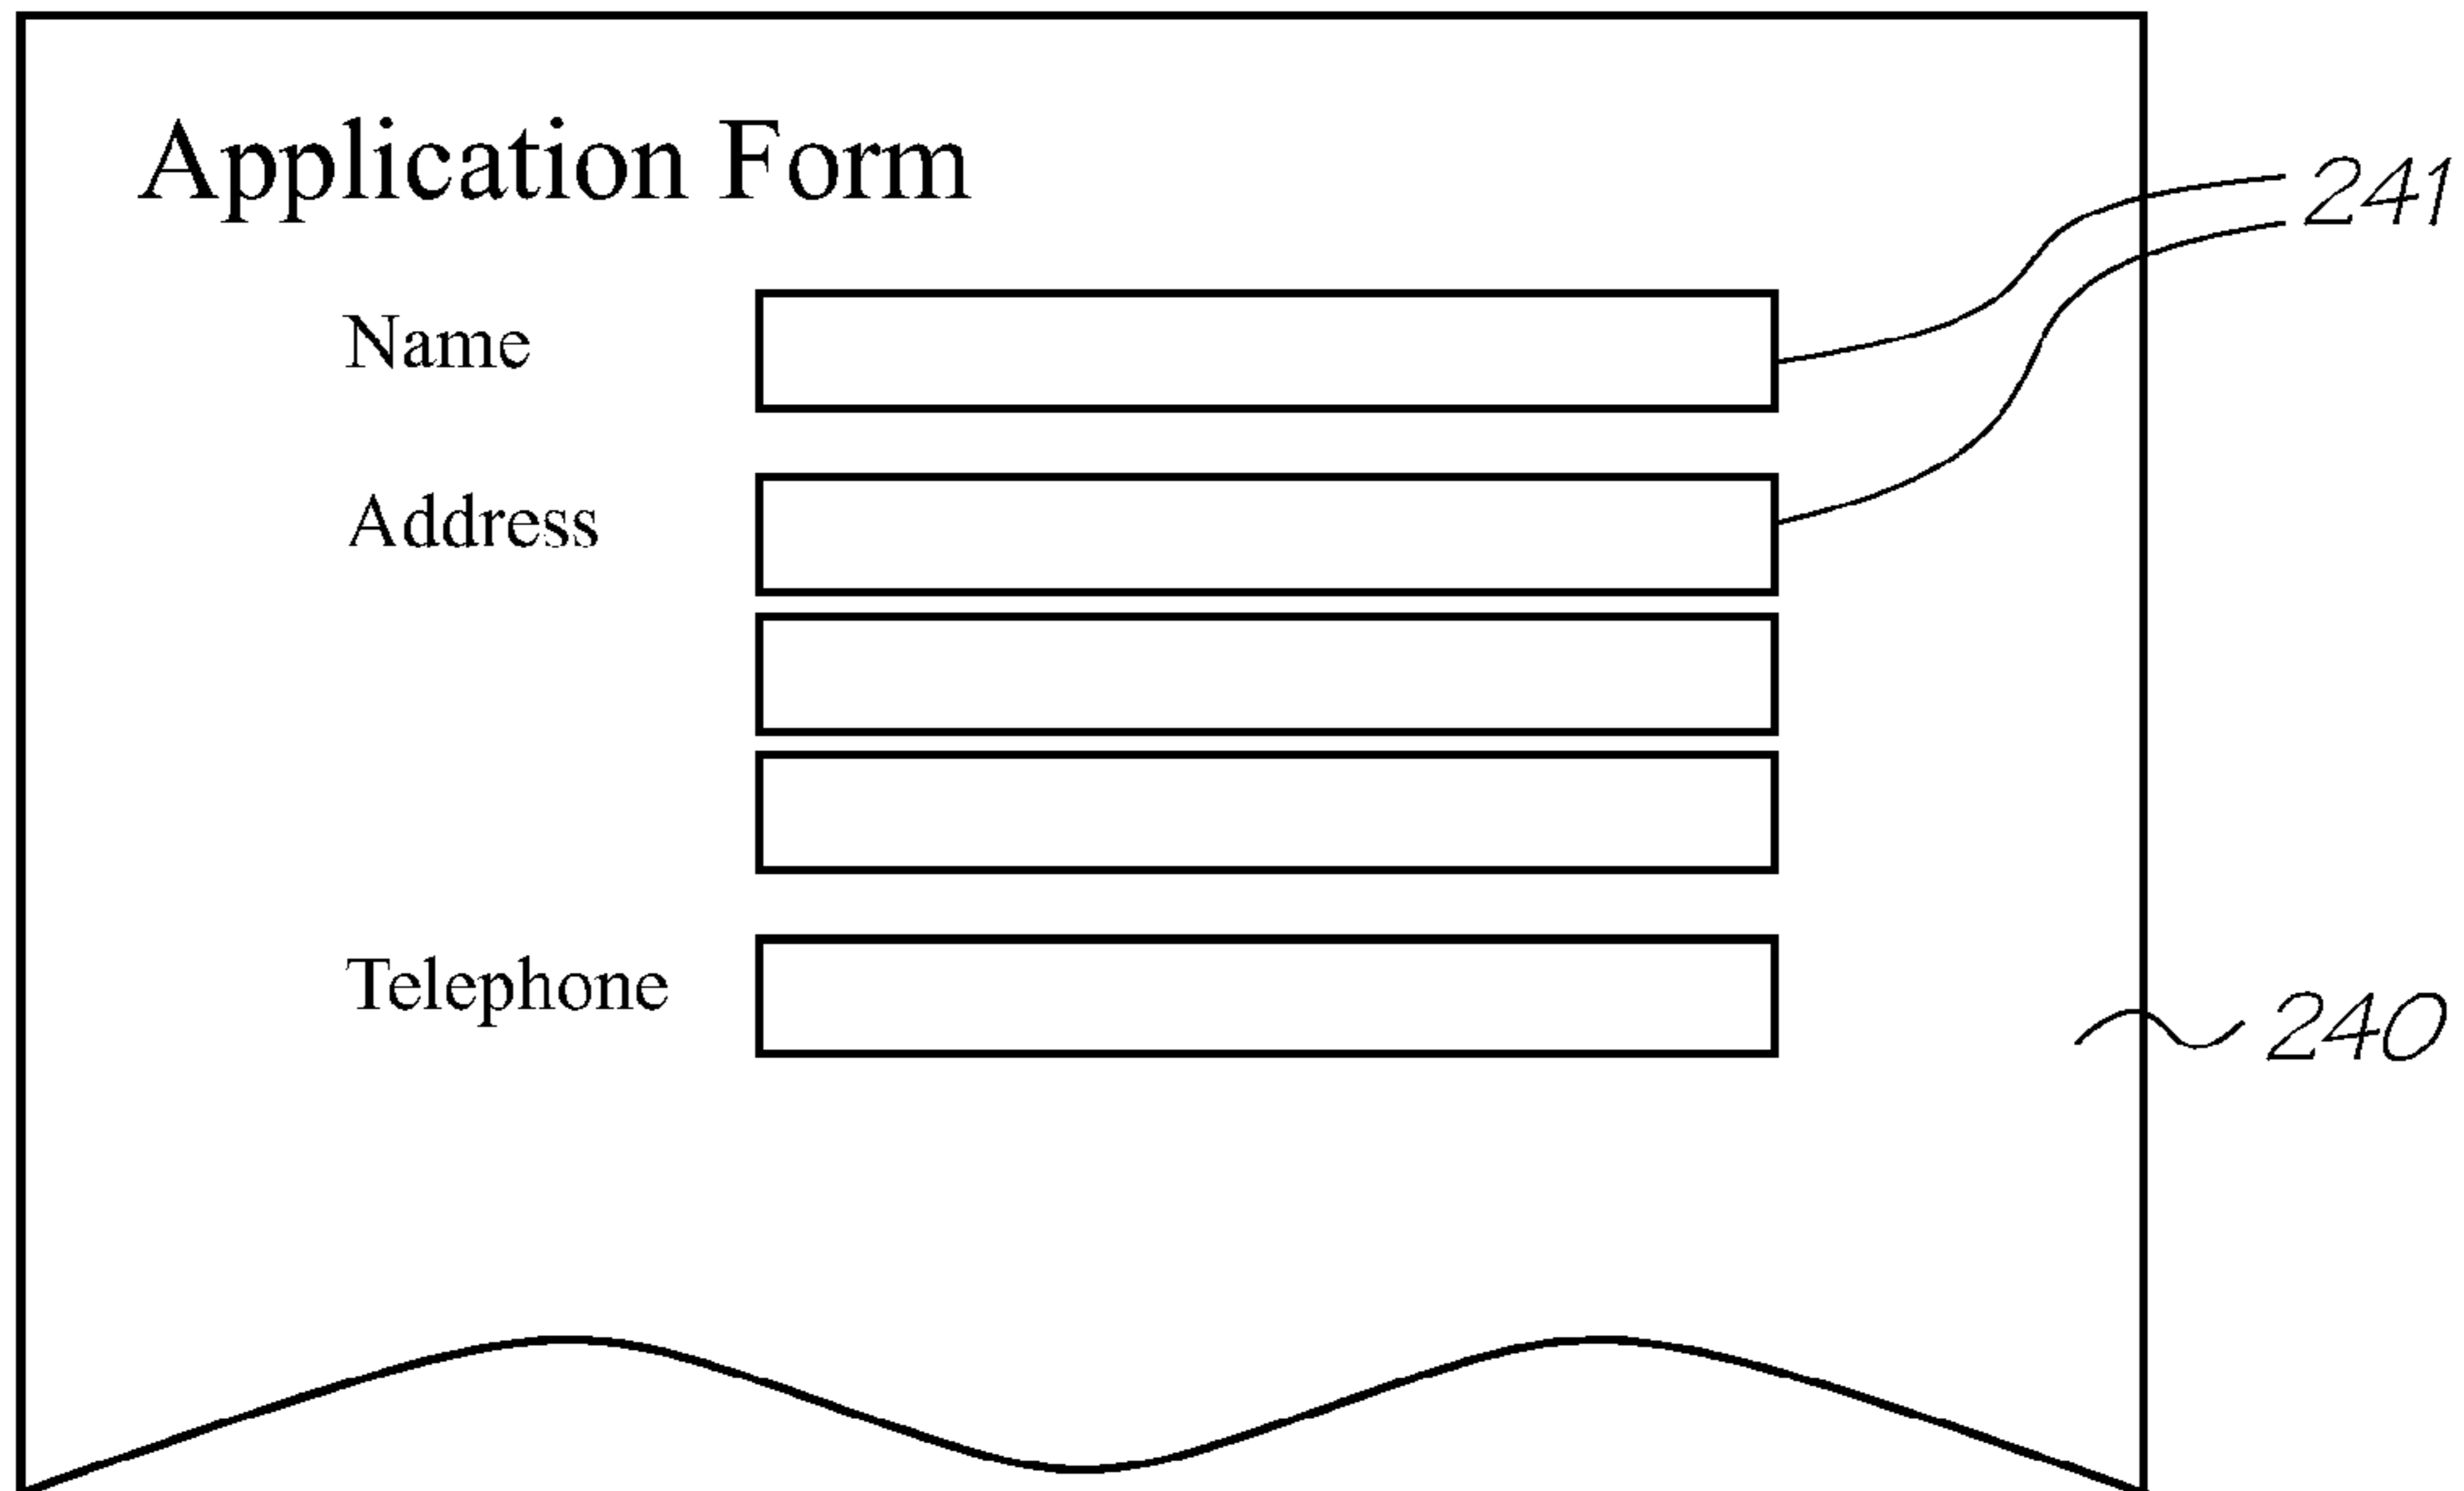 Application Form
241
Name
Address
Telephone
240